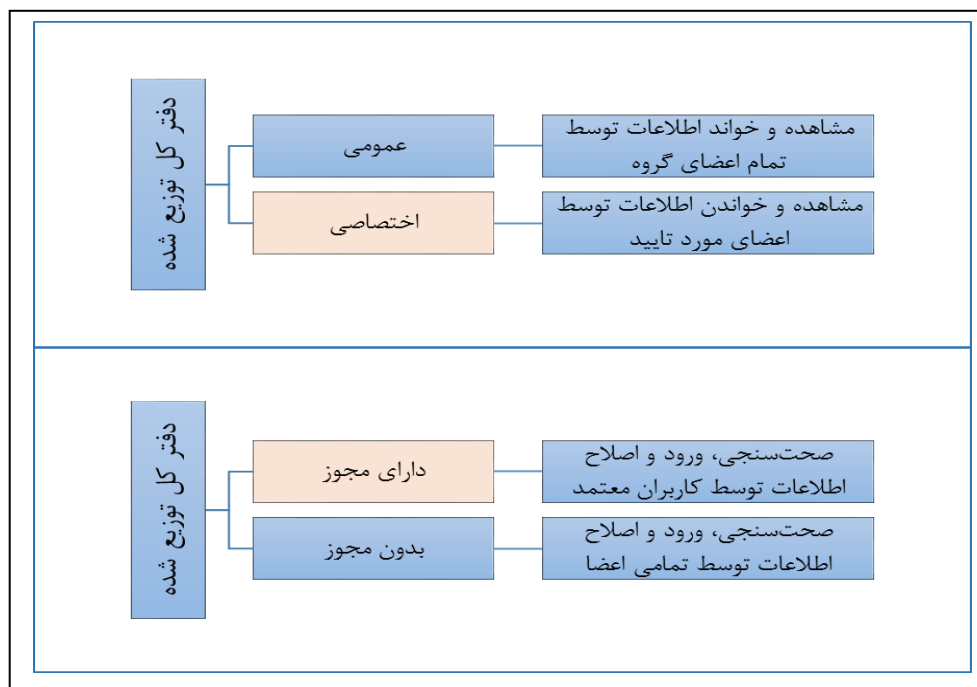 دفتر کل توزیع شده
عمومی
مشاهده و خواند اطلاعات توسط
تمام اعضای گروه
اختصاصی
مشاهده و خواندن اطلاعات توسط
اعضای مورد تایید
دفتر کل توزیع شده
دارای مجوز
صحت‌سنجی، ورود و اصلاح
اطلاعات توسط کاربران معتمد
بدون مجوز
صحت‌سنجی، ورود و اصلاح
اطلاعات توسط تمامی اعضا